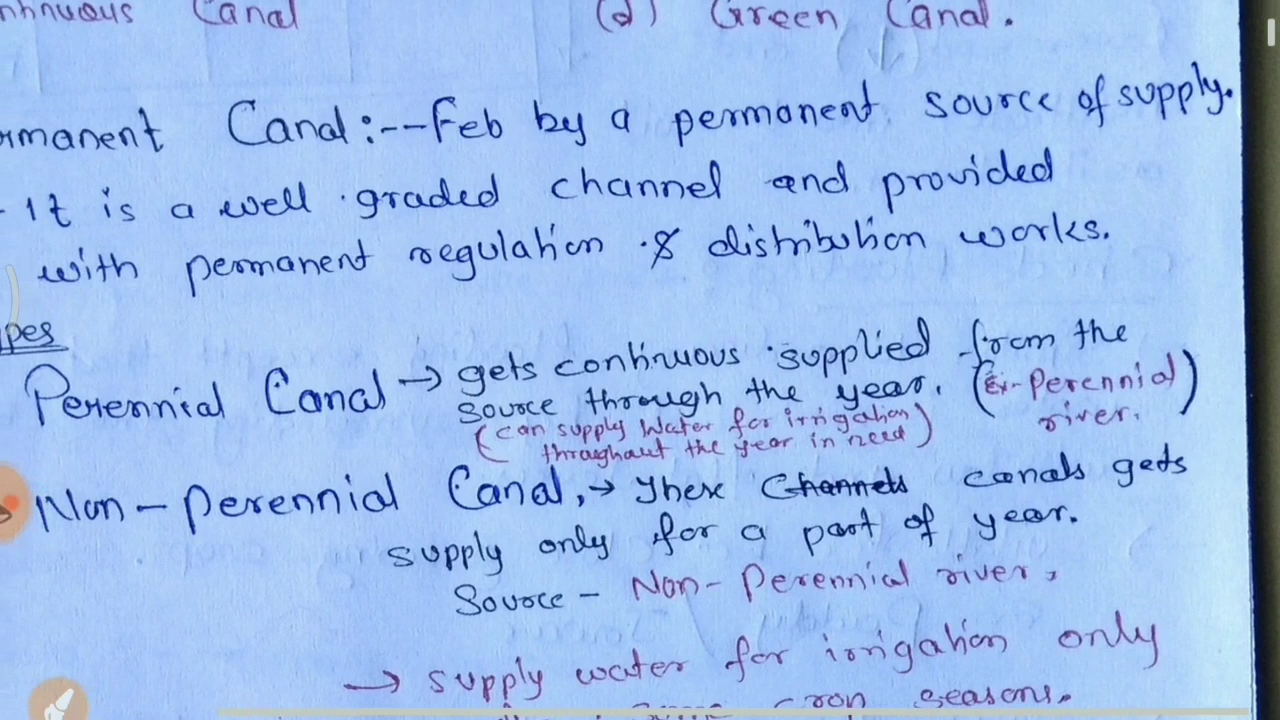 Canal (d) Green Canal.
Canal:-- Feb by a permanent source of supply.
- It is a well graded channel and provided
with permanent regulation & distribution works.
Perennial Canal → gets continuous supplied from the
source through the year. (Ex-Perennial
river.)
(can supply Water for irrigation
throughout the year in need)
Non-perennial Canal, → These Channels canals gets
supply only for a part of year.
Source - Non-Perennial river,
→ supply water for irrigation only
seasons.